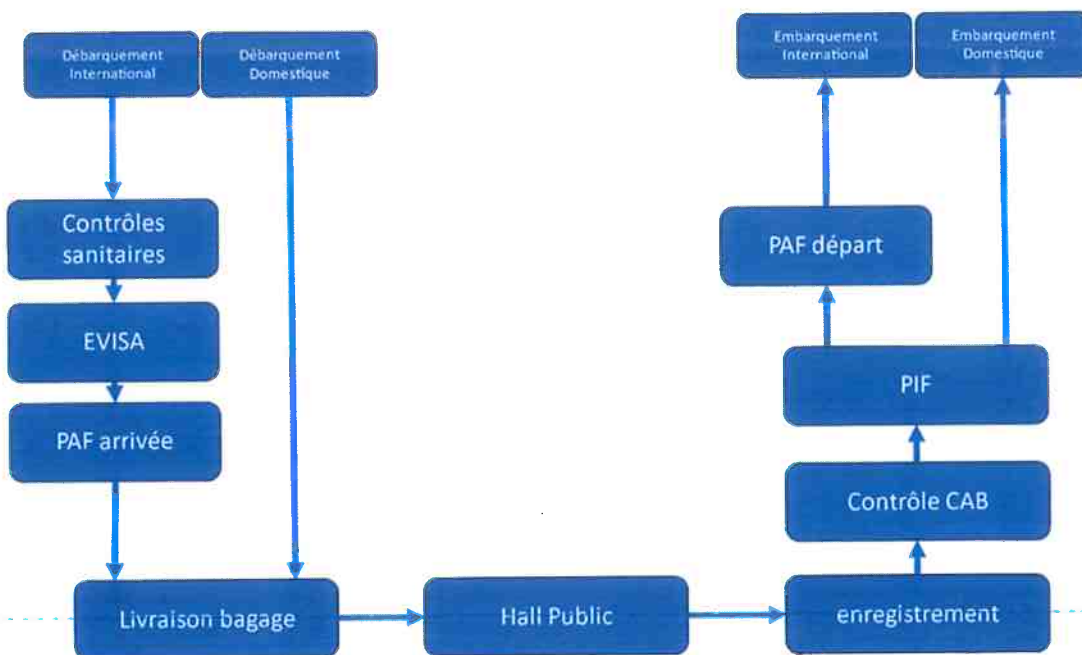 Débarquement
International
Débarquement
Domestique
Embarquement
International
Embarquement
Domestique
Contrôles
sanitaires
PAF départ
EVISA
PIF
PAF arrivée
Contrôle CAB
Livraison bagage
Hall Public
enregistrement